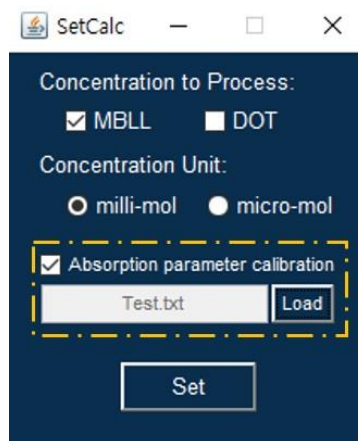 SetCalc
Concentration to Process:
MBLL DOT
Concentration Unit:
milli-mol micro-mol
Absorption parameter calibration
Test.txt Load
Set